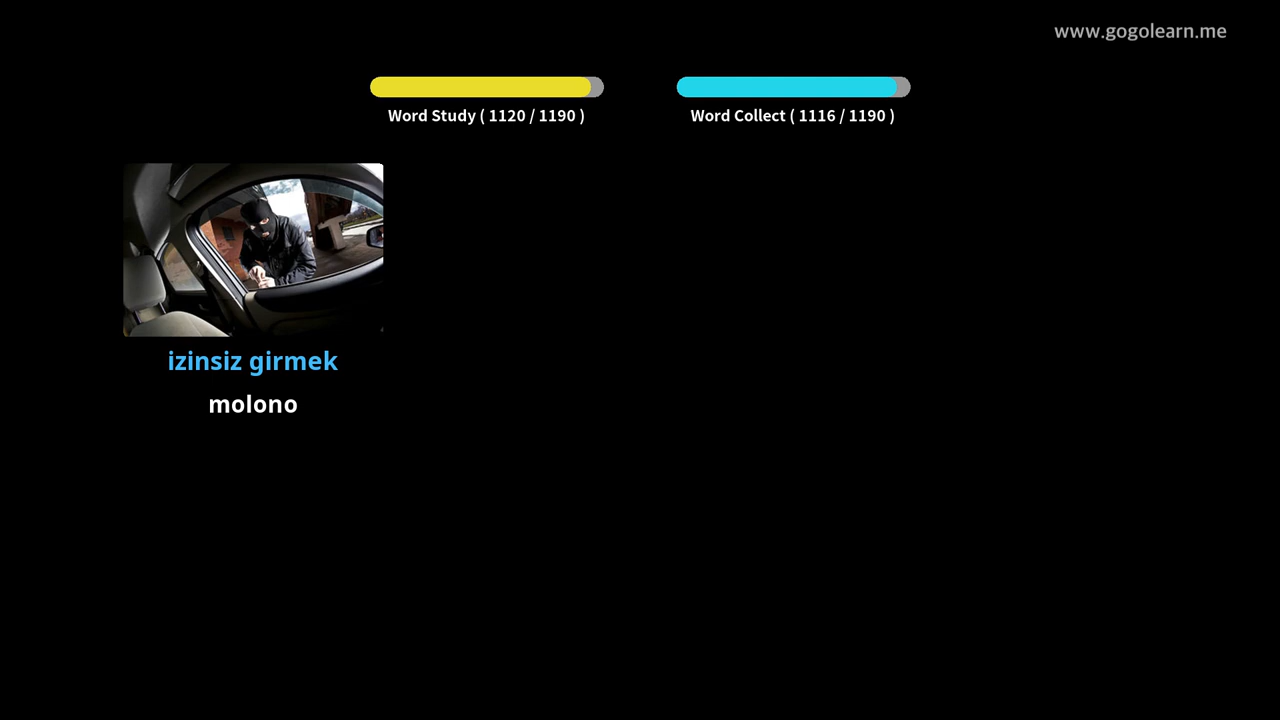 www.gogolearn.me
Word Study ( 1120 / 1190 )
Word Collect ( 1116 / 1190 )
izinsiz girmek
molono